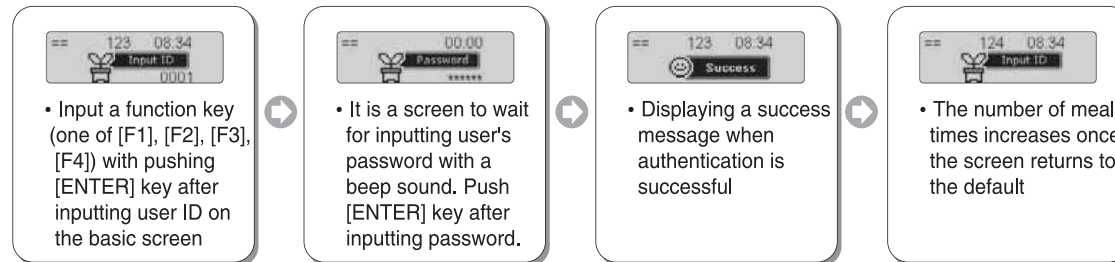 == 123 08:34
Input ID
0001
• Input a function key
(one of [F1], [F2], [F3],
[F4]) with pushing
[ENTER] key after
inputting user ID on
the basic screen
== 00:00
Password
******
• It is a screen to wait
for inputting user's
password with a
beep sound. Push
[ENTER] key after
inputting password.
== 123 08:34
Success
• Displaying a success
message when
authentication is
successful
== 124 08:34
Input ID
• The number of meal
times increases once
the screen returns to
the default